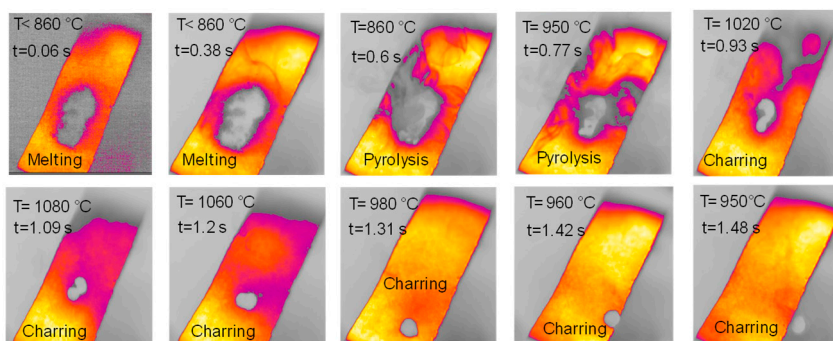 T< 860 °C
t=0.06 s
Melting
T< 860 °C
t=0.38 s
Melting
T=860 °C
t=0.6 s
Pyrolysis
T= 950 °C
t=0.77 s
Pyrolysis
T= 1020 °C
t=0.93 s
Charring
T= 1080 °C
t=1.09 s
Charring
T= 1060 °C
t=1.2 s
Charring
T= 980 °C
t=1.31 s
Charring
T= 960 °C
t=1.42 s
Charring
T= 950°C
t=1.48 s
Charring